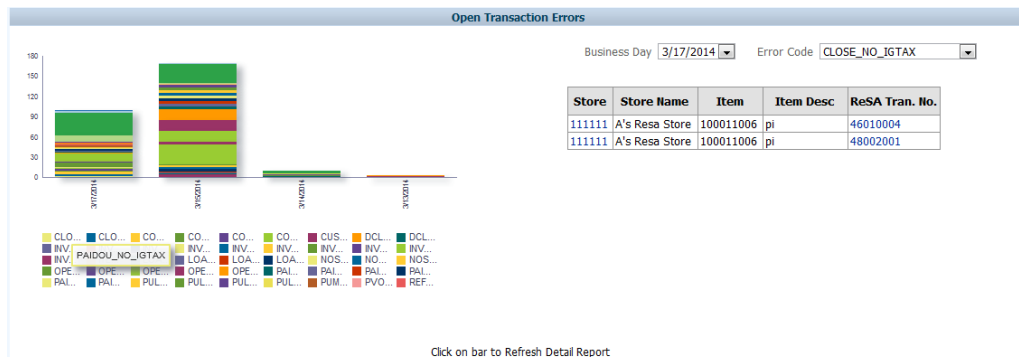 Open Transaction Errors
Business Day 3/17/2014 Error Code CLOSE_NO_IGTAX
180
150
120
90
60
30
0
3/17/2014 3/15/2014 3/14/2014 3/13/2014
Store Store Name Item Item Desc ReSA Tran. No.
111111 A's Resa Store 100011006 pi 46010004
111111 A's Resa Store 100011006 pi 48002001
CLO... CLO... CO... CO... CO... CO... CUS... DCL... DCL...
INV... INV... INV... INV... INV... INV...
PAIDOU_NO_IGTAX
INV... LOA... LOA... LOA... NOS... NO... NOS...
OPE... OPE... OPE... OPE... OPE... OPE... PAI... PAI... PAI... PAI...
PAI... PAI... PUL... PUL... PUL... PUL... PUM... PVO... REF...
Click on bar to Refresh Detail Report